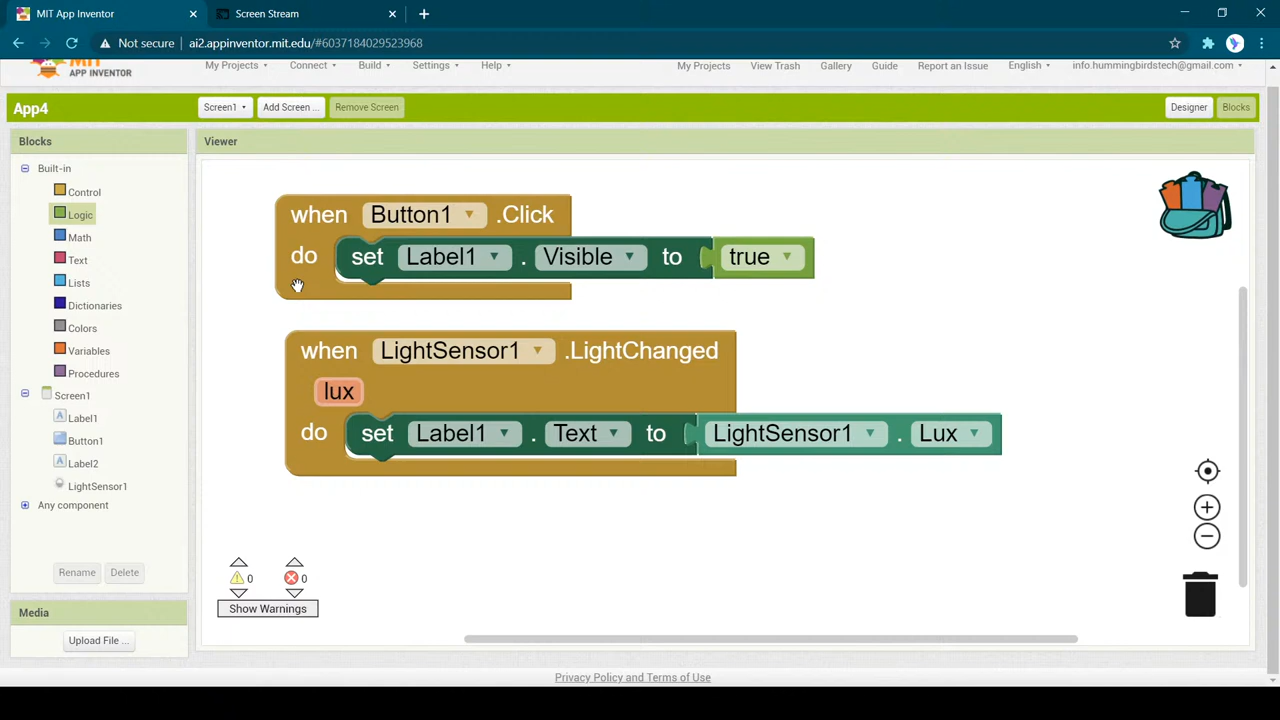 MIT App Inventor
Screen Stream
Not secure
ai2.appinventor.mit.edu/#6037184029523968
MIT
APP INVENTOR
My Projects
Connect
Build
Settings
Help
My Projects
View Trash
Gallery
Guide
Report an Issue
English
info.hummingbirdstech@gmail.com
App4
Screen1
Add Screen ...
Remove Screen
Designer
Blocks
Blocks
Viewer
Built-in
Control
Logic
Math
Text
Lists
Dictionaries
Colors
Variables
Procedures
Screen1
Label1
Button1
Label2
LightSensor1
Any component
Rename
Delete
Media
Upload File ...
when Button1 .Click
do set Label1 . Visible to true
when LightSensor1 .LightChanged
lux
do set Label1 . Text to LightSensor1 . Lux
0 0
Show Warnings
Privacy Policy and Terms of Use